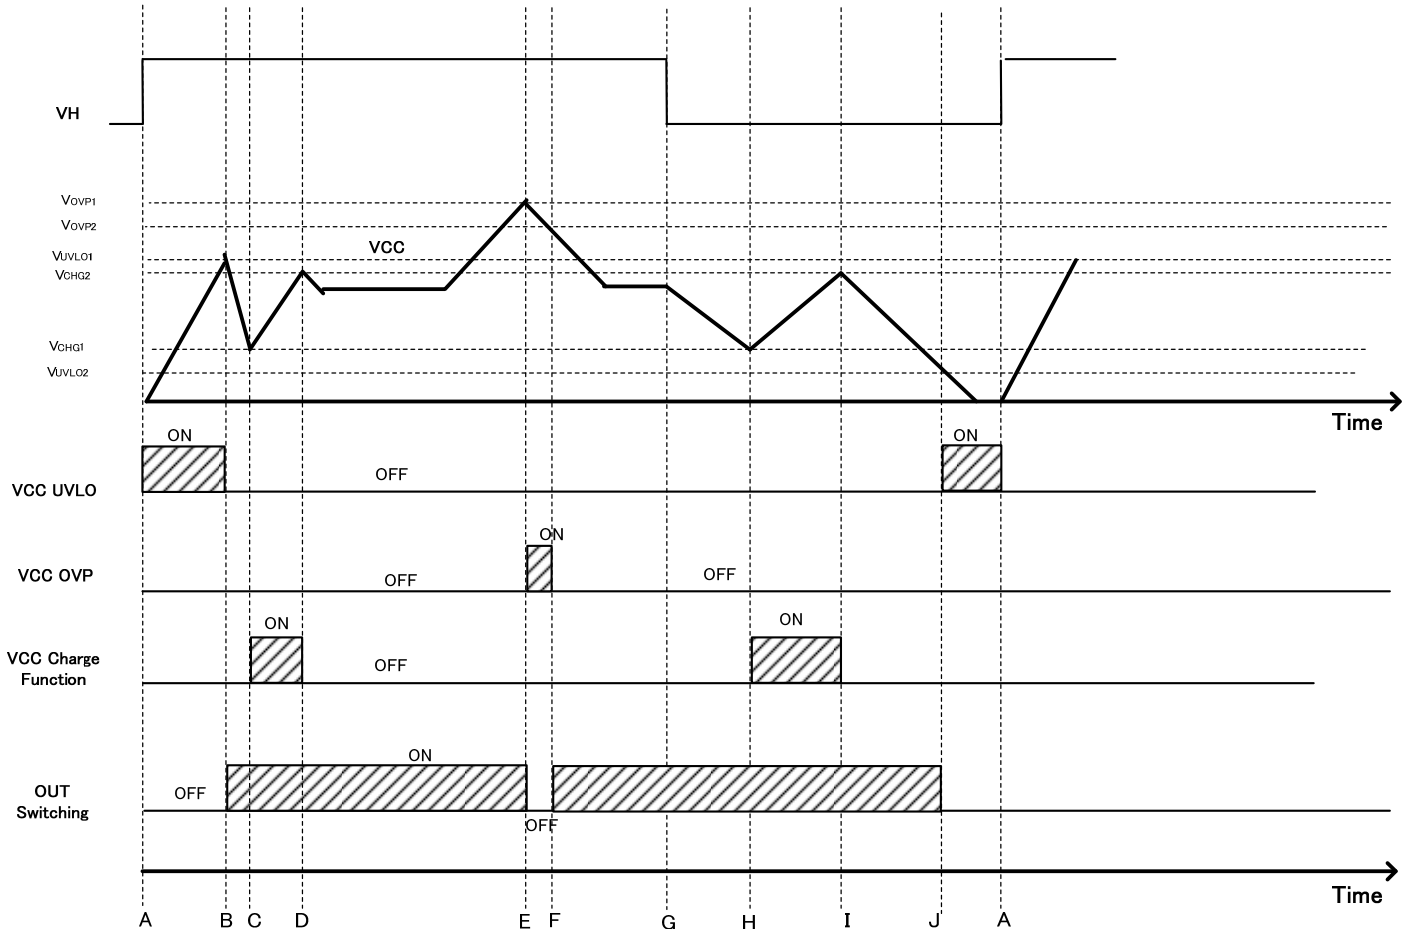 VH
VOVP1
VOVP2
VUVLO1
VCC
VCHG2
VCHG1
VUVLO2
Time
ON
ON
OFF
VCC UVLO
ON
VCC OVP
OFF
OFF
ON
ON
VCC Charge
Function
OFF
ON
OUT
Switching
OFF
OFF
Time
A B C D E F G H I J A